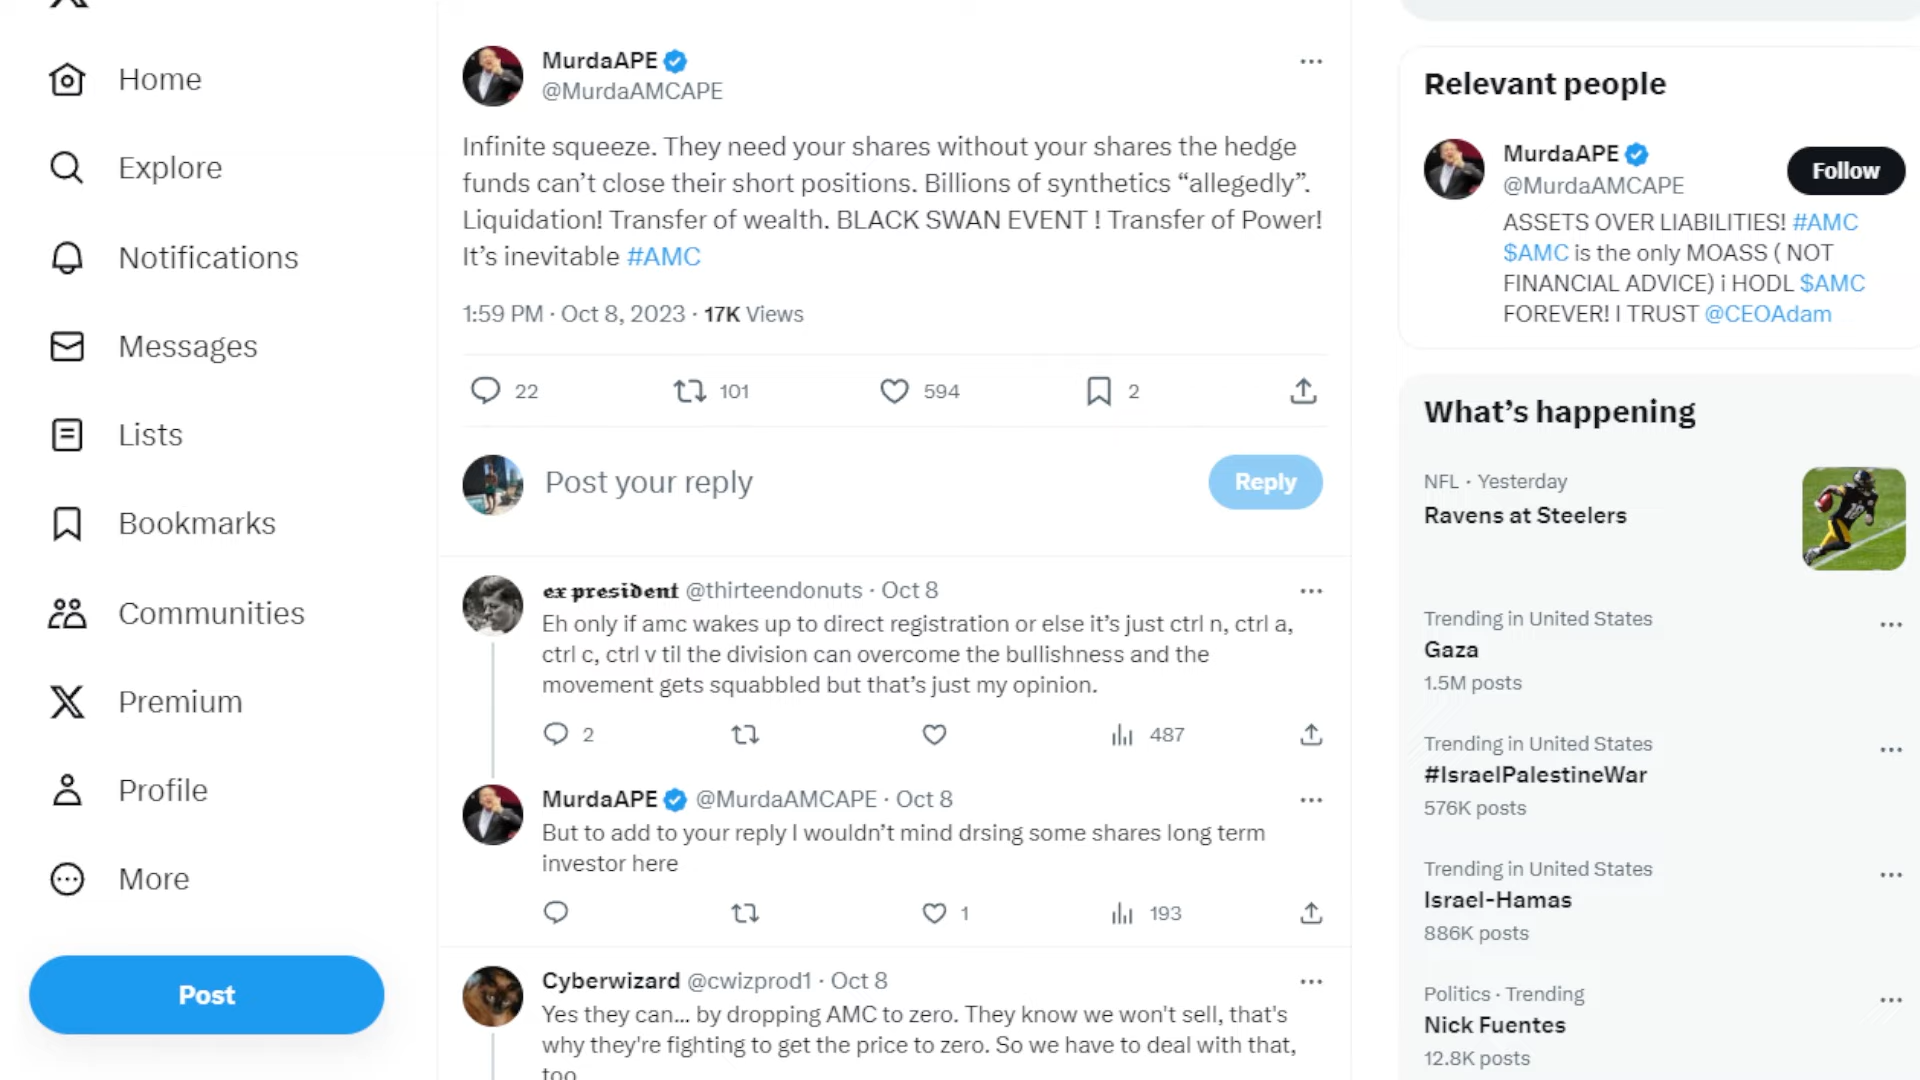 Home
Explore
Notifications
Messages
Lists
Bookmarks
Communities
Premium
Profile
More
Post
MurdaAPE
@MurdaAMCAPE
Infinite squeeze. They need your shares without your shares the hedge
funds can’t close their short positions. Billions of synthetics “allegedly”.
Liquidation! Transfer of wealth. BLACK SWAN EVENT ! Transfer of Power!
It’s inevitable #AMC
1:59 PM · Oct 8, 2023 · 17K Views
22 101 594 2
Post your reply
Reply
ex president @thirteendonuts · Oct 8
Eh only if amc wakes up to direct registration or else it’s just ctrl n, ctrl a,
ctrl c, ctrl v til the division can overcome the bullishness and the
movement gets squabbled but that’s just my opinion.
2 487
MurdaAPE @MurdaAMCAPE · Oct 8
But to add to your reply I wouldn’t mind drsing some shares long term
investor here
1 193
Cyberwizard @cwizprod1 · Oct 8
Yes they can... by dropping AMC to zero. They know we won't sell, that's
why they're fighting to get the price to zero. So we have to deal with that,
too
Relevant people
MurdaAPE
@MurdaAMCAPE
Follow
ASSETS OVER LIABILITIES! #AMC
$AMC is the only MOASS ( NOT
FINANCIAL ADVICE) i HODL $AMC
FOREVER! I TRUST @CEOAdam
What’s happening
NFL · Yesterday
Ravens at Steelers
Trending in United States
Gaza
1.5M posts
Trending in United States
#IsraelPalestineWar
576K posts
Trending in United States
Israel-Hamas
886K posts
Politics · Trending
Nick Fuentes
12.8K posts